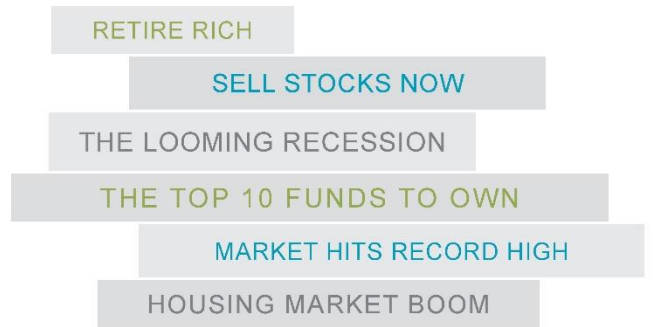 RETIRE RICH
SELL STOCKS NOW
THE LOOMING RECESSION
THE TOP 10 FUNDS TO OWN
MARKET HITS RECORD HIGH
HOUSING MARKET BOOM